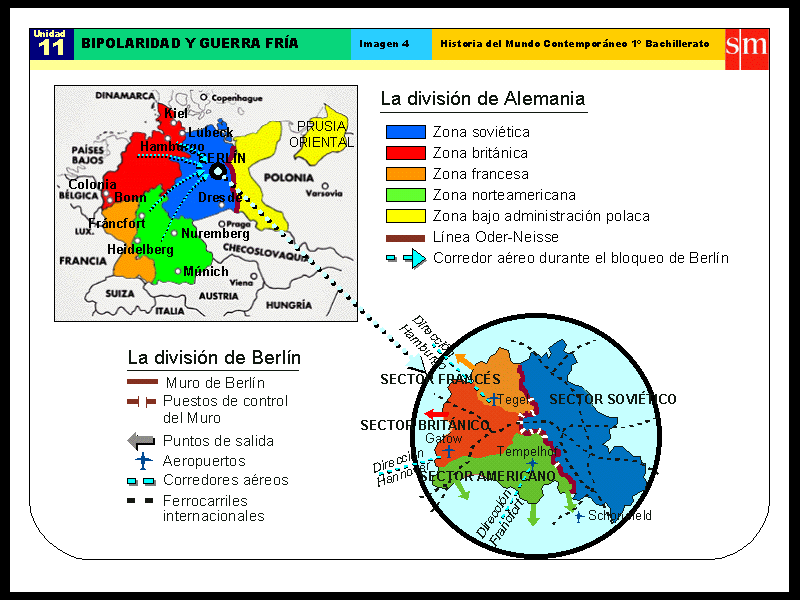 Unidad
11
BIPOLARIDAD Y GUERRA FRÍA
Imagen 4
Historia del Mundo Contemporáneo 1º Bachillerato
sm
DINAMARCA
Copenhague
Kiel
Lübeck
Hamburgo
PRUSIA
ORIENTAL
PAÍSES
BAJOS
BERLÍN
POLONIA
Colonia
Varsovia
BÉLGICA
Bonn
Dresde
Fráncfort
LUX.
Praga
Nuremberg
Heidelberg
CHECOSLOVAQUIA
FRANCIA
Múnich
Viena
SUIZA
AUSTRIA
HUNGRÍA
ITALIA
La división de Alemania
Zona soviética
Zona británica
Zona francesa
Zona norteamericana
Zona bajo administración polaca
Línea Oder-Neisse
Corredor aéreo durante el bloqueo de Berlín
La división de Berlín
Muro de Berlín
Puestos de control
del Muro
Puntos de salida
Aeropuertos
Corredores aéreos
Ferrocarriles
internacionales
Dirección
Hamburgo
SECTOR FRANCÉS
Tegel
SECTOR SOVIÉTICO
SECTOR BRITÁNICO
Gatow
Tempelhof
Dirección
Hannover
SECTOR AMERICANO
Dirección
Francfort
Schönefeld